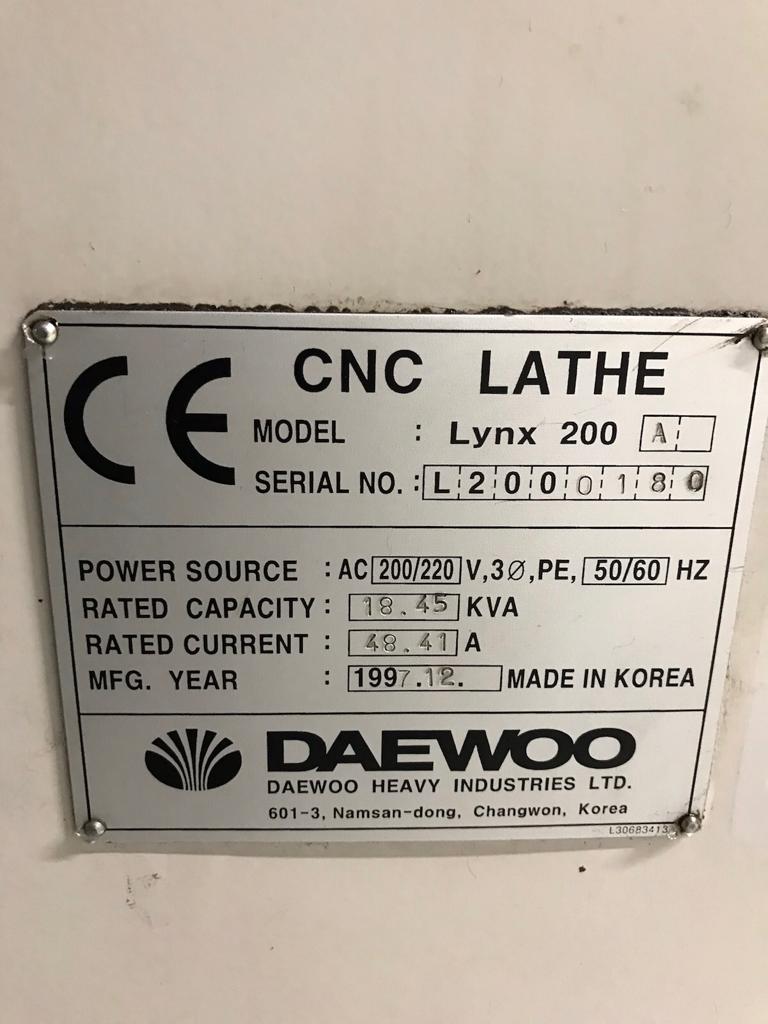 CE CNC LATHE
MODEL : Lynx 200 A
SERIAL NO. : L2000180
POWER SOURCE : AC 200/220 V, 3Ø, PE, 50/60 HZ
RATED CAPACITY : 18.45 KVA
RATED CURRENT : 48.41 A
MFG. YEAR : 1997.12. MADE IN KOREA
DAEWOO
DAEWOO HEAVY INDUSTRIES LTD.
601-3, Namsan-dong, Changwon, Korea